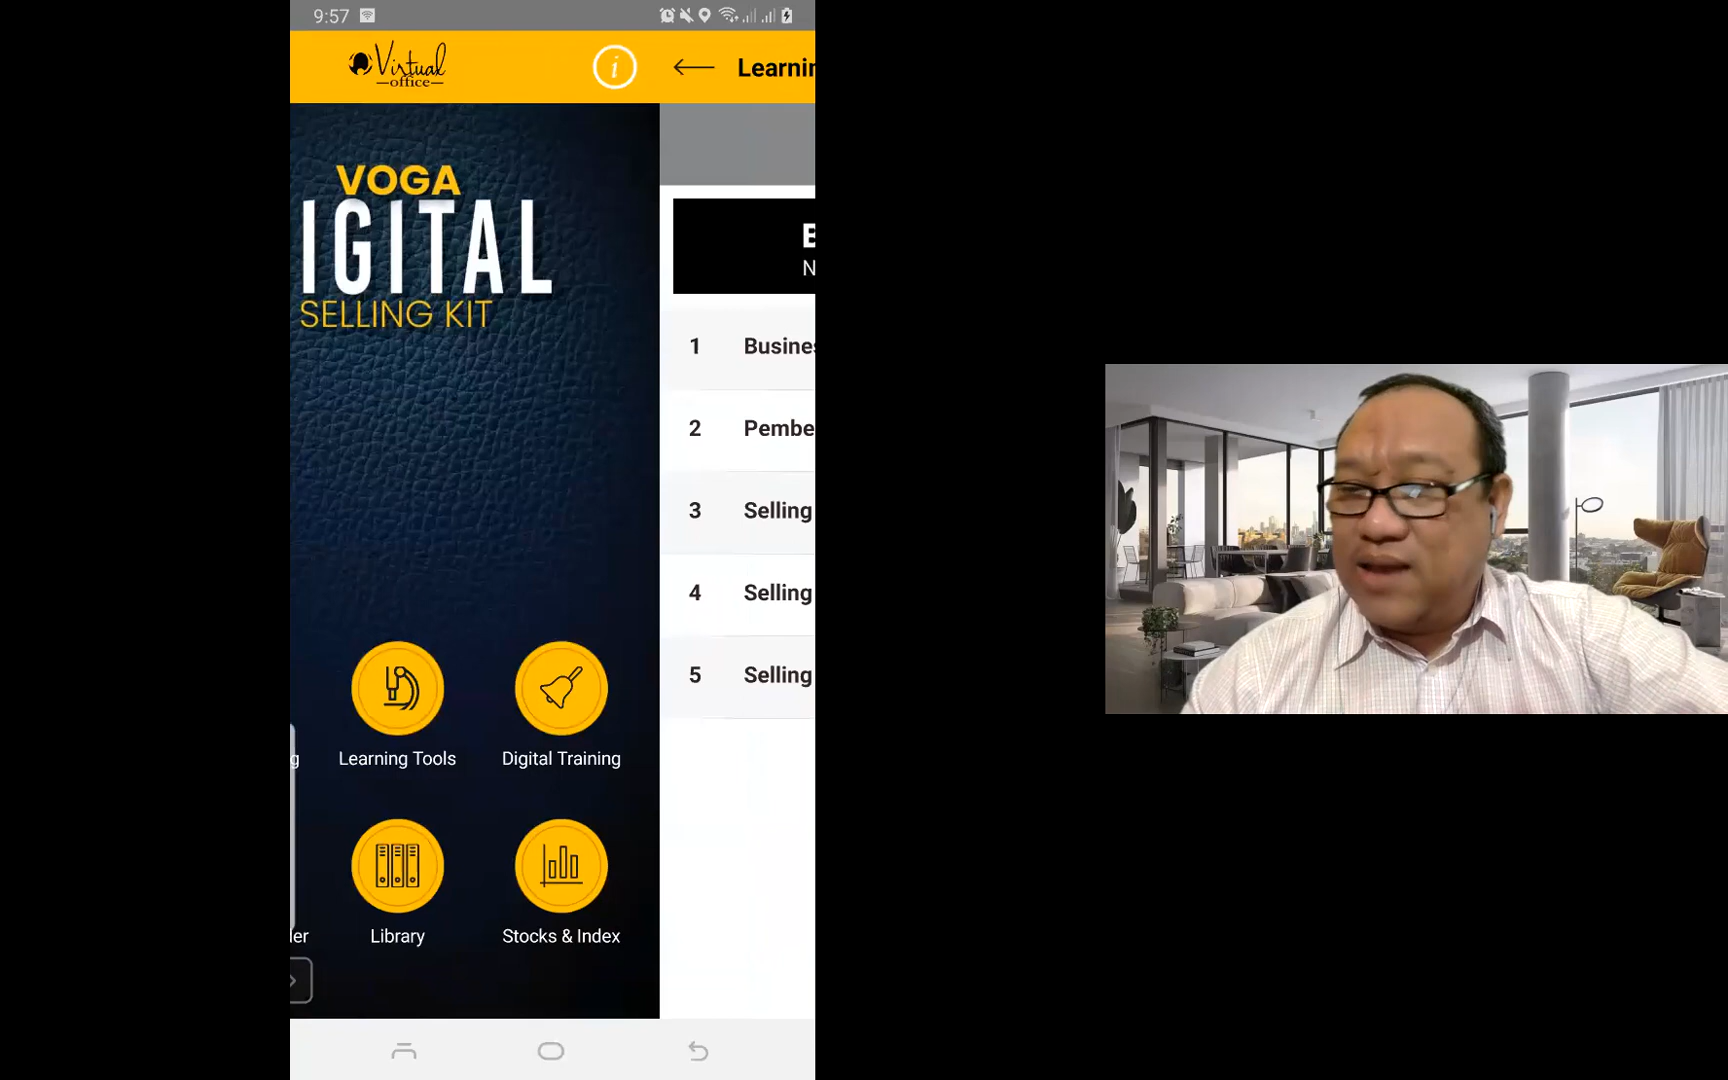 9:57
Virtual
office
i
Learnin
VOGA
IGITAL
SELLING KIT
B
N
1 Busines
2 Pembe
3 Selling
4 Selling
5 Selling
g
Learning Tools
Digital Training
ler
Library
Stocks & Index